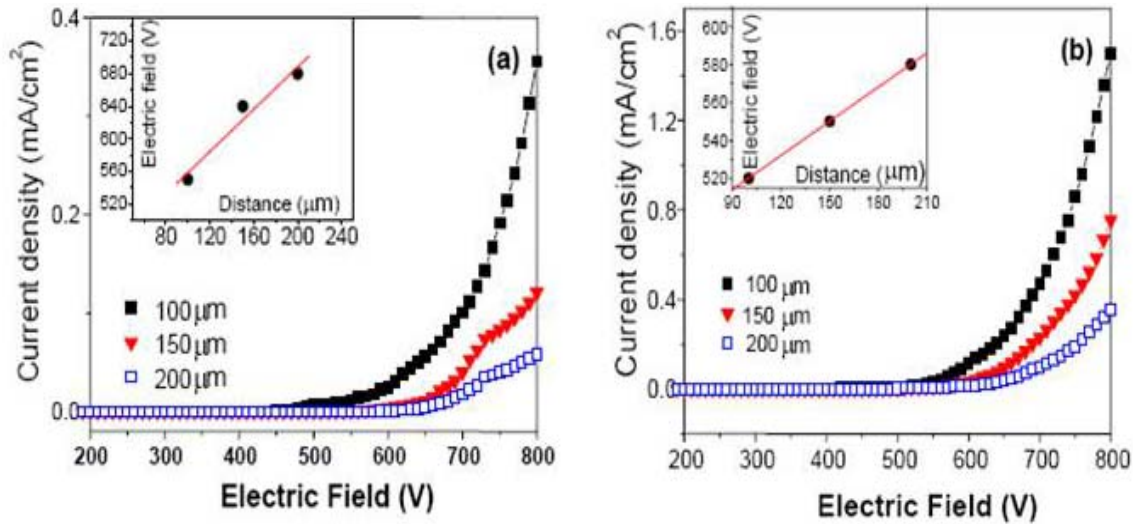 (a)
Current density (mA/cm²)
0.4
0.2
0.0
200 300 400 500 600 700 800
Electric Field (V)
100 μm
150 μm
200 μm
Electric field (V)
720
680
640
600
560
520
80 120 160 200 240
Distance (μm)
(b)
Current density (mA/cm²)
1.6
1.2
0.8
0.4
0.0
200 300 400 500 600 700 800
Electric Field (V)
100 μm
150 μm
200 μm
Electric field (V)
580
560
540
520
90 120 150 180 210
Distance (μm)